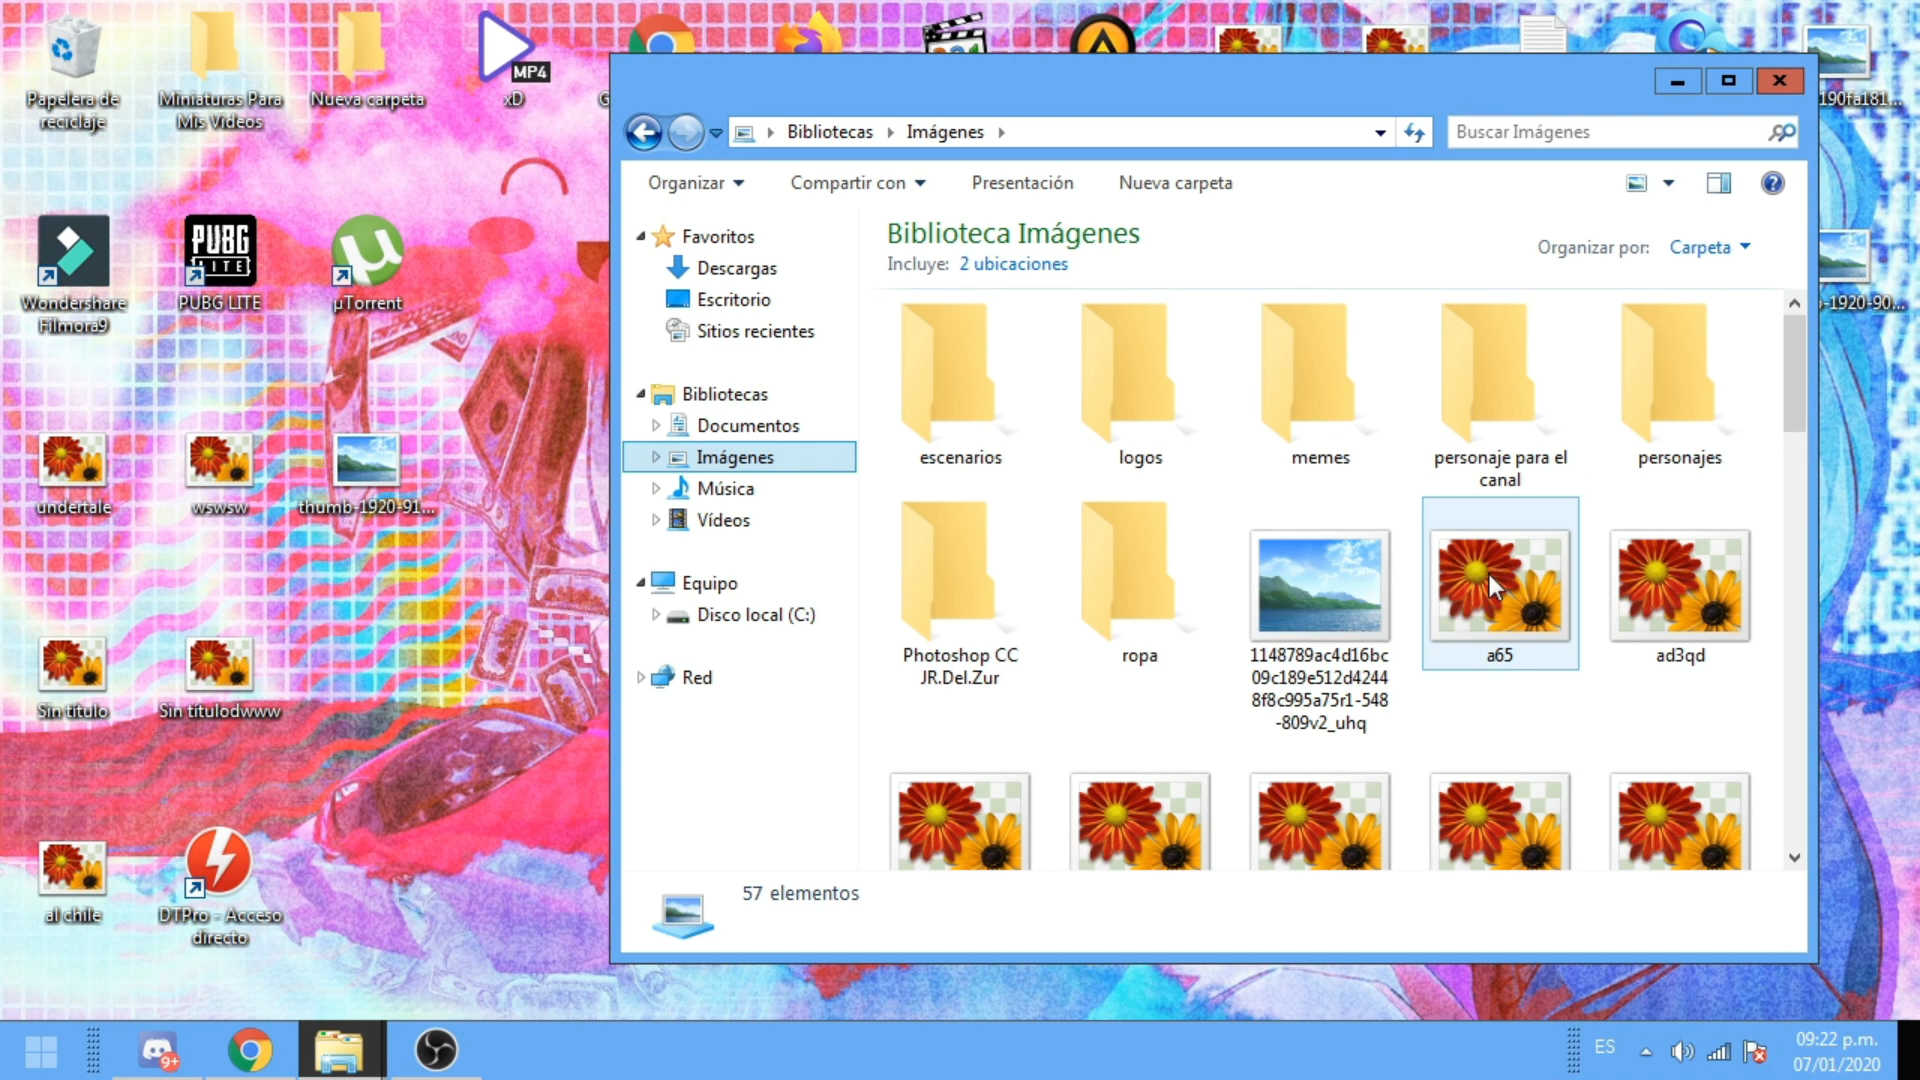 Papelera de
reciclaje
Miniaturas Para
Mis Videos
Nueva carpeta
MP4
xD
G
190fa181...
Wondershare
Filmora9
PUBG
LITE
PUBG LITE
µTorrent
-1920-90...
undertale
wswsw
thumb-1920-91...
Sin titulo
Sin titulodwww
al chile
DTPro - Acceso
directo
Bibliotecas
Imágenes
Buscar Imágenes
Organizar
Compartir con
Presentación
Nueva carpeta
Favoritos
Descargas
Escritorio
Sitios recientes
Bibliotecas
Documentos
Imágenes
Música
Vídeos
Equipo
Disco local (C:)
Red
Biblioteca Imágenes
Incluye: 2 ubicaciones
Organizar por: Carpeta
escenarios
logos
memes
personaje para el
canal
personajes
Photoshop CC
JR.Del.Zur
ropa
1148789ac4d16bc
09c189e512d4244
8f8c995a75r1-548
-809v2_uhq
a65
ad3qd
57 elementos
9+
ES
09:22 p.m.
07/01/2020